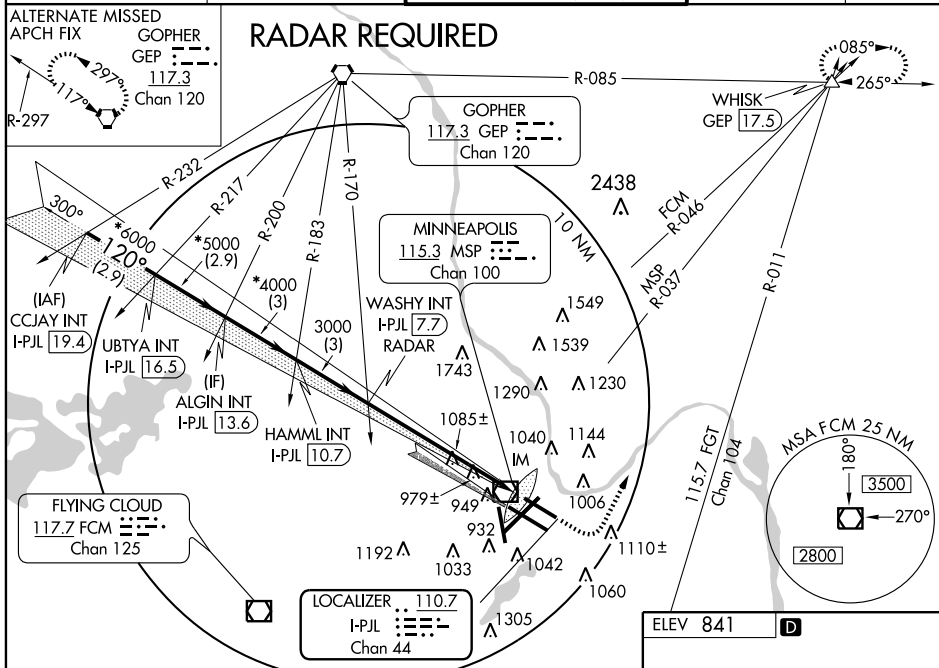 ALTERNATE MISSED
APCH FIX
GOPHER
GEP
117.3
Chan 120
297°
117°
R-297
RADAR REQUIRED
085°
265°
R-085
WHISK
GEP 17.5
GOPHER
117.3 GEP
Chan 120
R-232
R-217
R-200
R-183
R-170
2438
FCM
R-046
MSP
R-037
R-011
10 NM
MINNEAPOLIS
115.3 MSP
Chan 100
300°
120°
*6000
(2.9)
*5000
(2.9)
*4000
(3)
3000
(3)
WASHY INT
I-PJL 7.7
RADAR
(IAF)
CCJAY INT
I-PJL 19.4
UBTYA INT
I-PJL 16.5
(IF)
ALGIN INT
I-PJL 13.6
HAMML INT
I-PJL 10.7
1549
1539
1743
1290
1230
1085±
1040
1144
IM
979±
949
1006
932
1192
1033
1042
1110±
1060
1305
115.7 FGT
Chan 104
MSA FCM 25 NM
180°
3500
270°
2800
FLYING CLOUD
117.7 FCM
Chan 125
LOCALIZER 110.7
I-PJL
Chan 44
ELEV 841 D